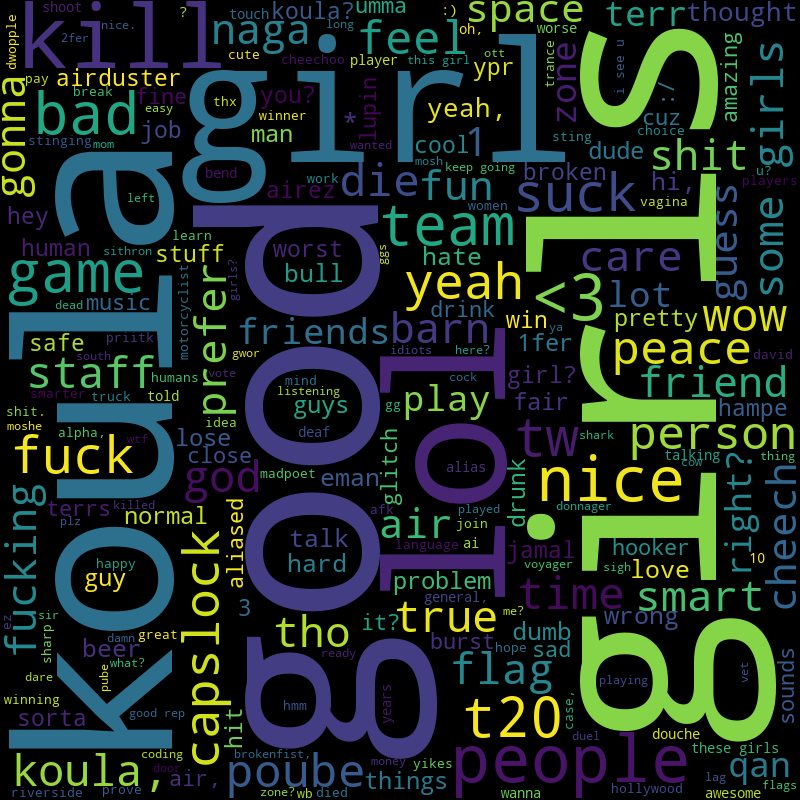 shoot
?
nice.
touch
koula?
umma
:)
oh,
long
space
terr
thought
dwopple
2fer
kill
naga
cute
cheechoo
player
feel
this girl
ott
worse
trance
zone
i see u
amazing
some girls
gonna
pay
airduster
break
fine
thx
you?
lupin
ypr
yeah,
:/
bad
easy
winner
*
cool
1
cuz
job
man
stinging
mom
mosh
wanted
sting
choice
dude
shit
agirl
girls
bend
airez
work
keep going
die
fun
broken
suck
hi,
u?
players
vagina
left
women
hey
human
learn
stuff
team
worst
bull
ggs
hate
yeah
care
guess
sithron
game
motorcyclist
prefer
girls?
<3
lot
dead
music
drink
win
pretty
wow
safe
priitk
friends
barn
ya
1fer
peace
david
south
gwor
idiots
here?
staff
humans
vote
mind
listening
cock
girl?
friend
smarter
truck
told
play
fair
shit.
moshe
idea
guys
gg
hampe
alpha,
wtf
lose
deaf
glitch
tw
shark
person
fuck
close
lol
talking
thing
god
madpoet
eman
alias
nice
cow
right?
cheech
terrs
killed
drunk
donnager
plz
normal
aliased
afk
played
air
join
talk
language
ai
jamal
hooker
fucking
koula
good
hard
voyager
sigh
love
10
happy
guy
capslock
problem
time
smart
3
general,
me?
ez
sir
true
wrong
damn
great
tho
it?
burst
hope
dumb
sad
beer
what?
ready
flag
sharp
dare
pube
playing
vet
sounds
winning
good rep
hmm
years
t20
case,
sorta
hit
duel
douche
coding
brokenfist,
yikes
people
these girls
koula,
door
air,
poube
money
things
qan
lag
flags
riverside
prove
zone?
wb
died
wanna
hollywood
awesome